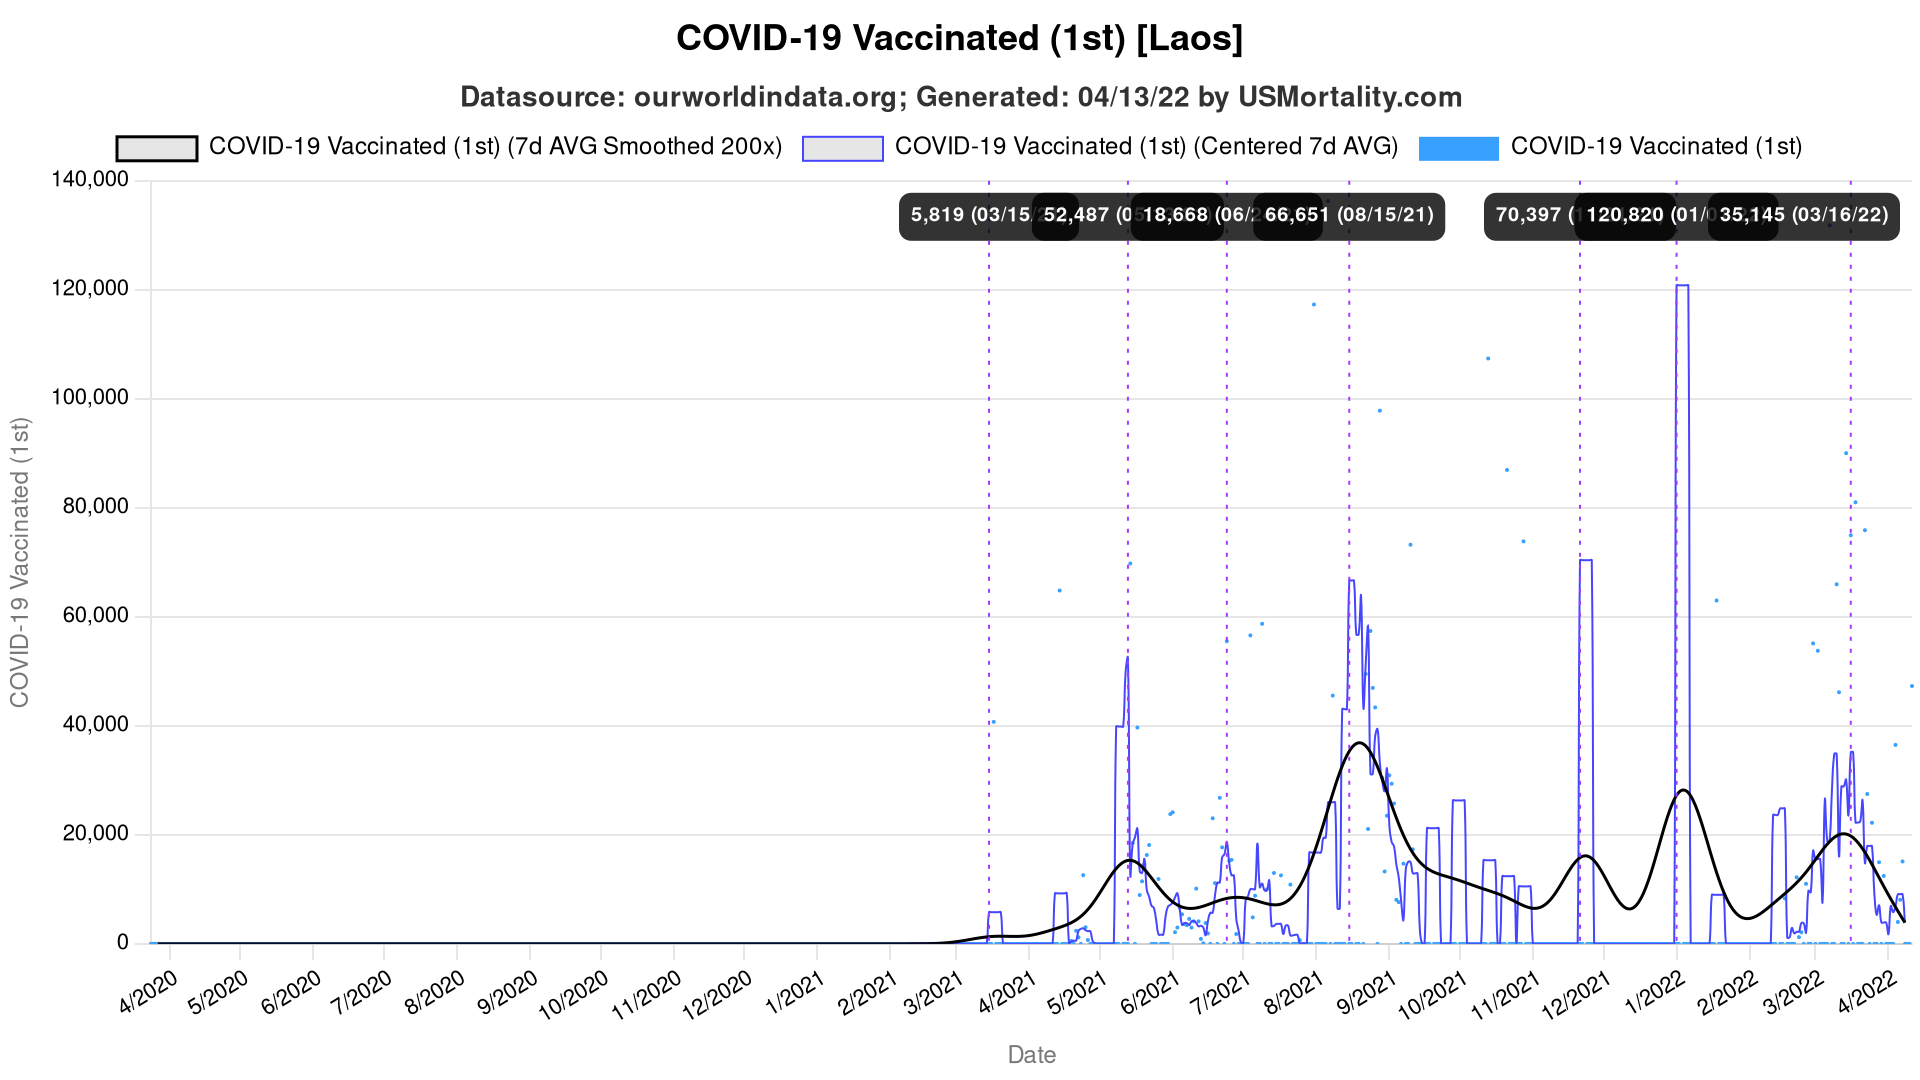 COVID-19 Vaccinated (1st) [Laos]
Datasource: ourworldindata.org; Generated: 04/13/22 by USMortality.com
COVID-19 Vaccinated (1st) (7d AVG Smoothed 200x) COVID-19 Vaccinated (1st) (Centered 7d AVG) COVID-19 Vaccinated (1st)
5,819 (03/15/ 52,487 (05 18,668 (06/2 66,651 (08/15/21) 70,397 (1 120,820 (01/0 35,145 (03/16/22)
140,000
120,000
100,000
80,000
60,000
40,000
20,000
0
COVID-19 Vaccinated (1st)
4/2020 5/2020 6/2020 7/2020 8/2020 9/2020 10/2020 11/2020 12/2020 1/2021 2/2021 3/2021 4/2021 5/2021 6/2021 7/2021 8/2021 9/2021 10/2021 11/2021 12/2021 1/2022 2/2022 3/2022 4/2022
Date